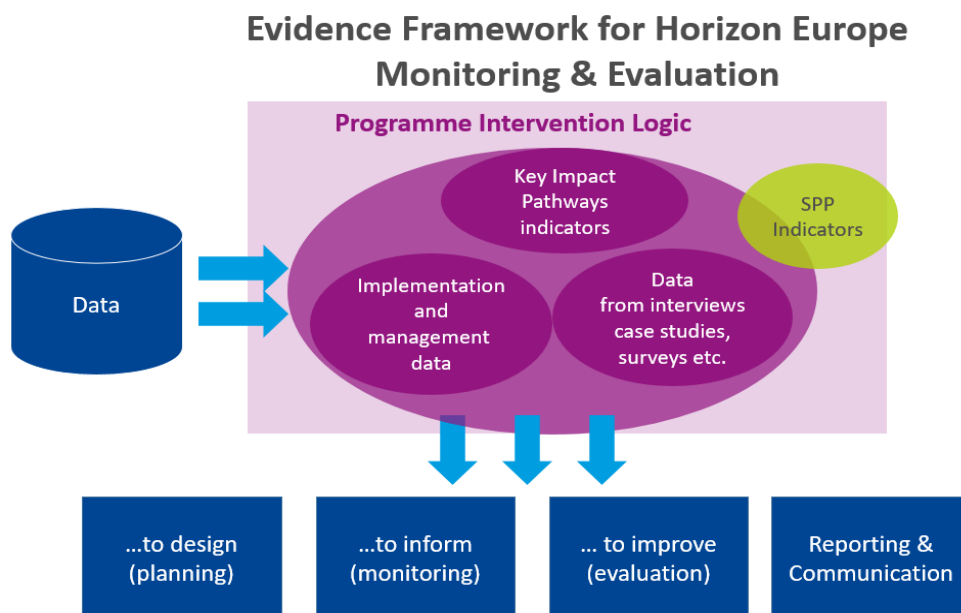 Evidence Framework for Horizon Europe
Monitoring & Evaluation
Programme Intervention Logic
Key Impact
Pathways
indicators
SPP
Indicators
Data
Implementation
and
management
data
Data
from interviews
case studies,
surveys etc.
...to design
(planning)
...to inform
(monitoring)
... to improve
(evaluation)
Reporting &
Communication